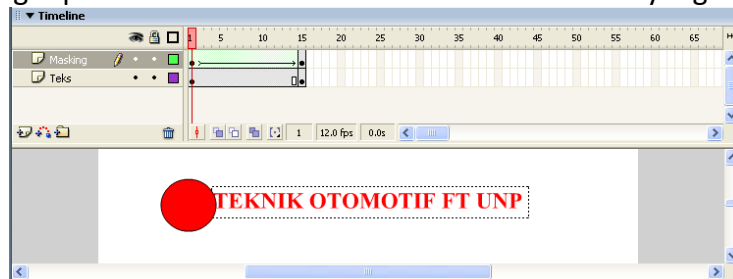 Timeline
1 5 10 15 20 25 30 35 40 45 50 55 60 65
Masking
Teks
1 12.0 fps 0.0s
TEKNIK OTOMOTIF FT UNP